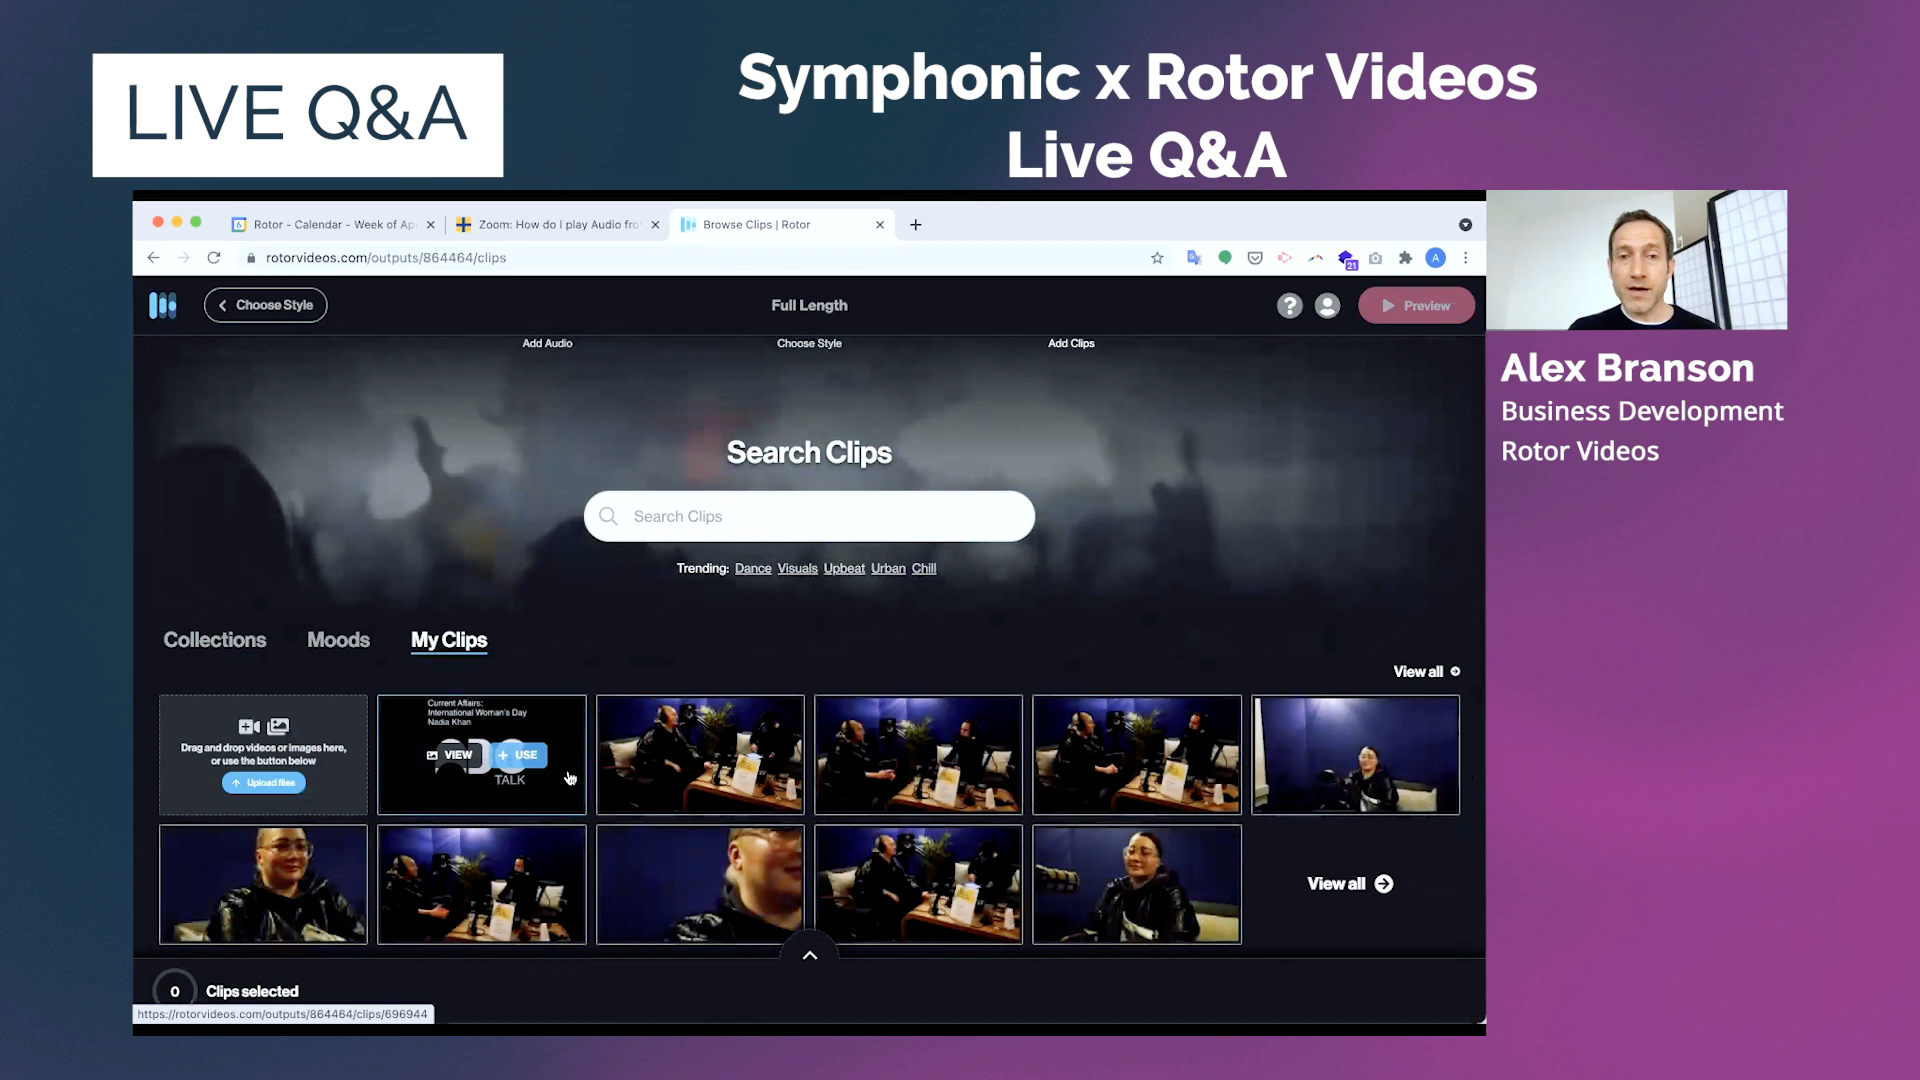 LIVE Q&A
Symphonic x Rotor Videos
Live Q&A
Rotor - Calendar - Week of Ap
Zoom: How do I play Audio fro
Browse Clips | Rotor
rotorvideos.com/outputs/864464/clips
21
A
Choose Style
Full Length
?
Preview
Add Audio
Choose Style
Add Clips
Search Clips
Search Clips
Trending: Dance Visuals Upbeat Urban Chill
Collections
Moods
My Clips
View all
Drag and drop videos or images here,
or use the button below
Upload files
Current Affairs:
International Woman's Day
Nadia Khan
VIEW
+ USE
TALK
View all
0
Clips selected
https://rotorvideos.com/outputs/864464/clips/696944
Alex Branson
Business Development
Rotor Videos